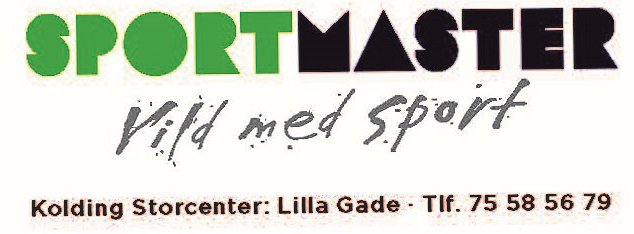 SPORTMASTER
Vild med sport
Kolding Storcenter: Lilla Gade · Tlf. 75 58 56 79